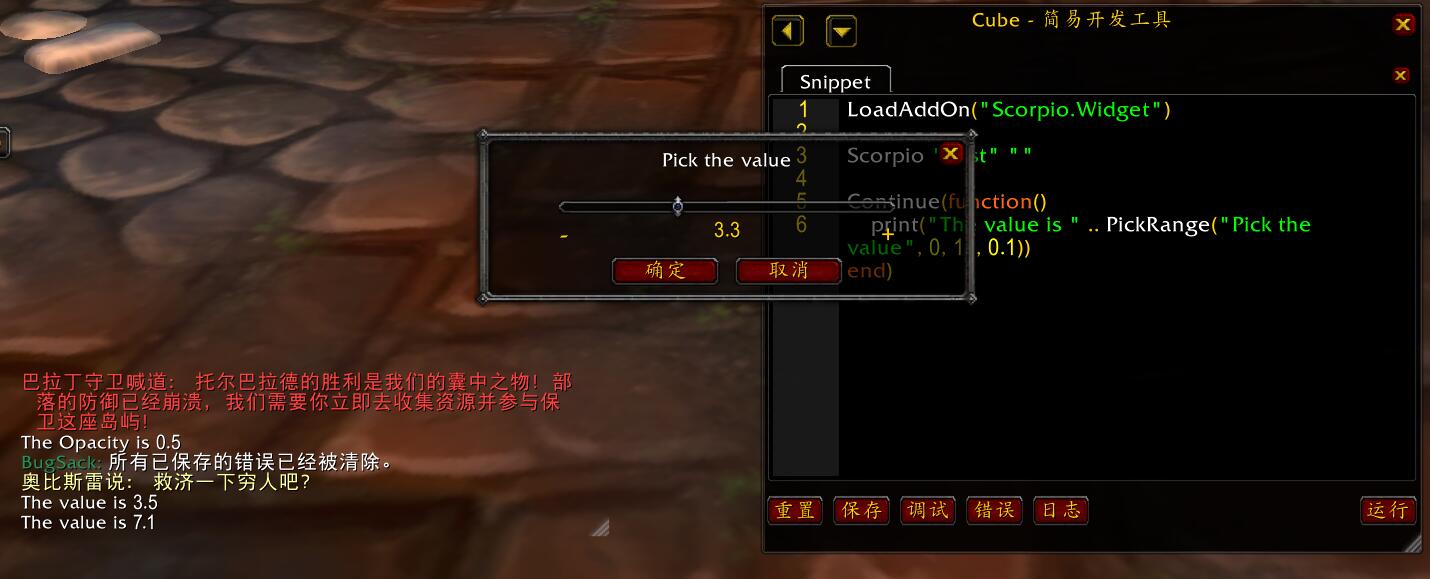 Cube - 简易开发工具
Snippet
1 LoadAddOn("Scorpio.Widget")
2
3 Scorpio " st" ""
4
5 Continue(function()
6 print("The value is " .. PickRange("Pick the
value", 0, 1 , 0.1))
end)
Pick the value
- 3.3 +
确定 取消
重置 保存 调试 错误 日志 运行
巴拉丁守卫喊道: 托尔巴拉德的胜利是我们的囊中之物! 部
落的防御已经崩溃, 我们需要你立即去收集资源并参与保
卫这座岛屿!
The Opacity is 0.5
BugSack: 所有已保存的错误已经被清除。
奥比斯雷说: 救济一下穷人吧?
The value is 3.5
The value is 7.1